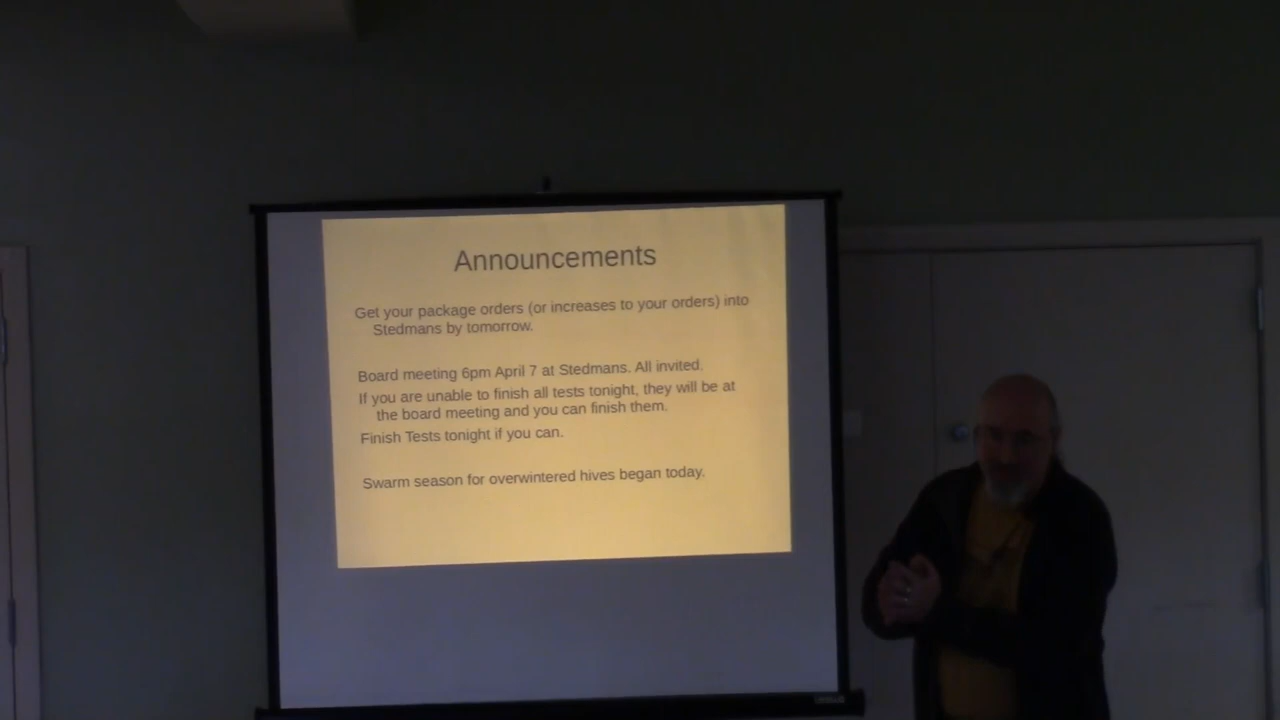 Announcements
Get your package orders (or increases to your orders) into
Stedmans by tomorrow.
Board meeting 6pm April 7 at Stedmans. All invited.
If you are unable to finish all tests tonight, they will be at
the board meeting and you can finish them.
Finish Tests tonight if you can.
Swarm season for overwintered hives began today.